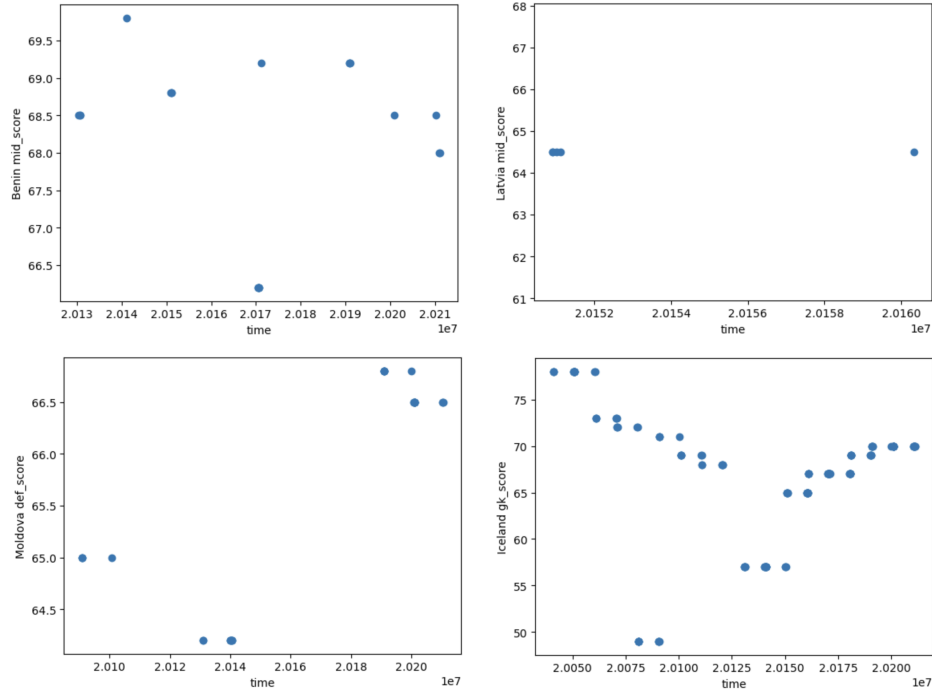 69.5
69.0
68.5
68.0
67.5
67.0
66.5
Benin mid_score
2.013 2.014 2.015 2.016 2.017 2.018 2.019 2.020 2.021
time
1e7
68
67
66
65
64
63
62
61
Latvia mid_score
2.0152 2.0154 2.0156 2.0158 2.0160
time
1e7
66.5
66.0
65.5
65.0
64.5
Moldova def_score
2.010 2.012 2.014 2.016 2.018 2.020
time
1e7
75
70
65
60
55
50
Iceland gk_score
2.0050 2.0075 2.0100 2.0125 2.0150 2.0175 2.0200
time
1e7